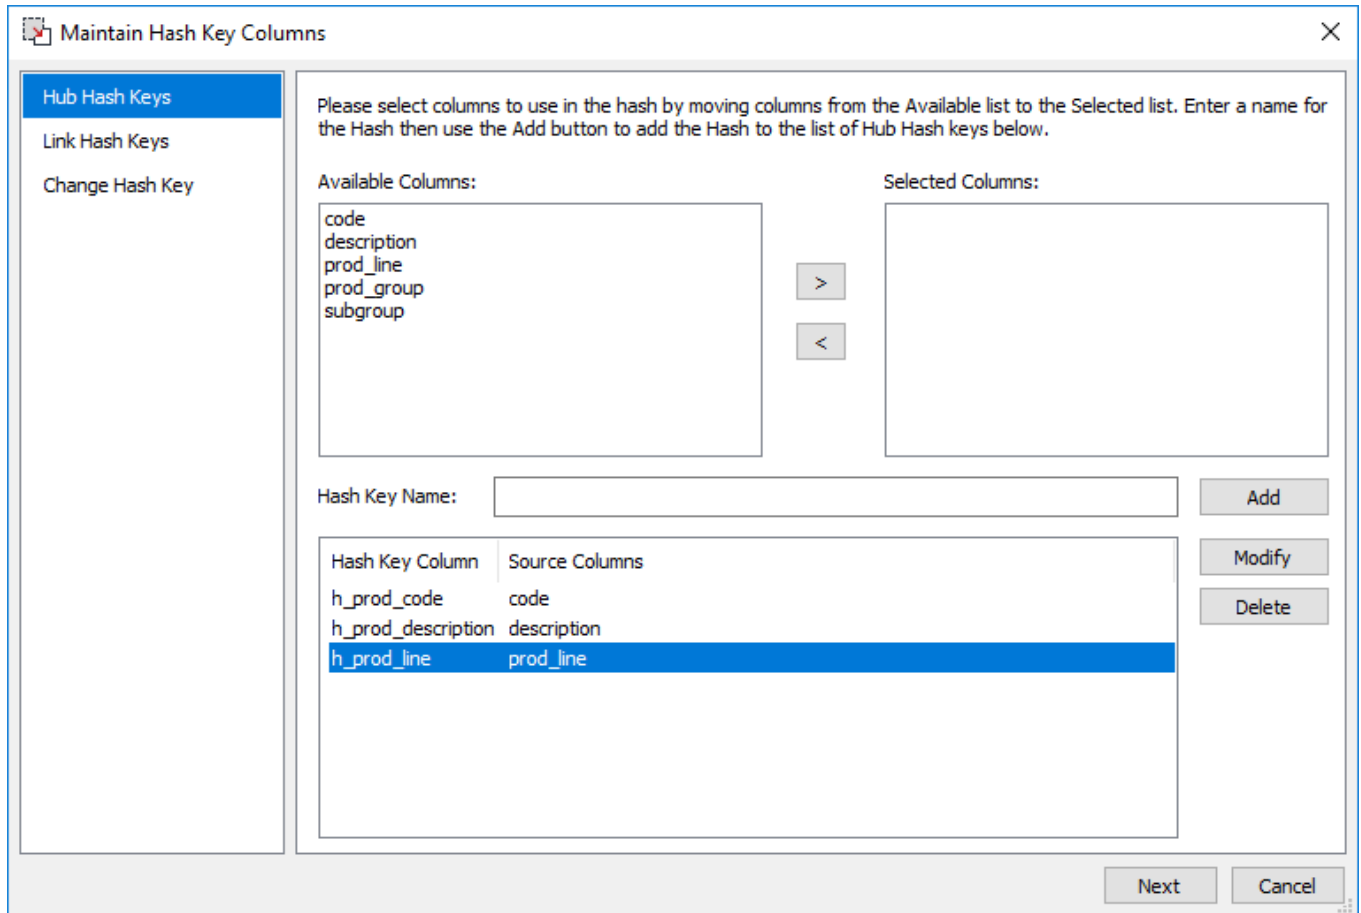 Maintain Hash Key Columns
Hub Hash Keys
Link Hash Keys
Change Hash Key
Please select columns to use in the hash by moving columns from the Available list to the Selected list. Enter a name for
the Hash then use the Add button to add the Hash to the list of Hub Hash keys below.
Available Columns:
Selected Columns:
code
description
prod_line
prod_group
subgroup
>
<
Hash Key Name:
Add
Hash Key Column Source Columns
h_prod_code code
h_prod_description description
h_prod_line prod_line
Modify
Delete
Next
Cancel